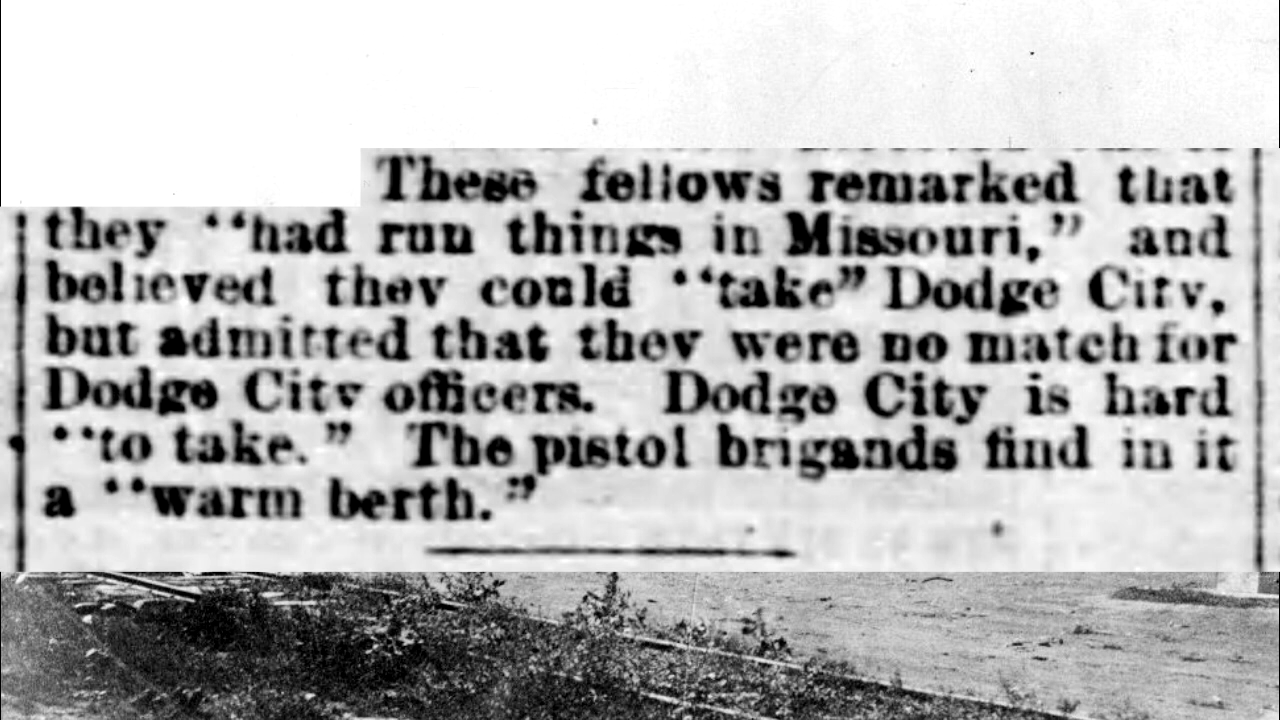 These fellows remarked that
they "had run things in Missouri," and
believed they could "take" Dodge City,
but admitted that they were no match for
Dodge City officers. Dodge City is hard
"to take." The pistol brigands find in it
a "warm berth."